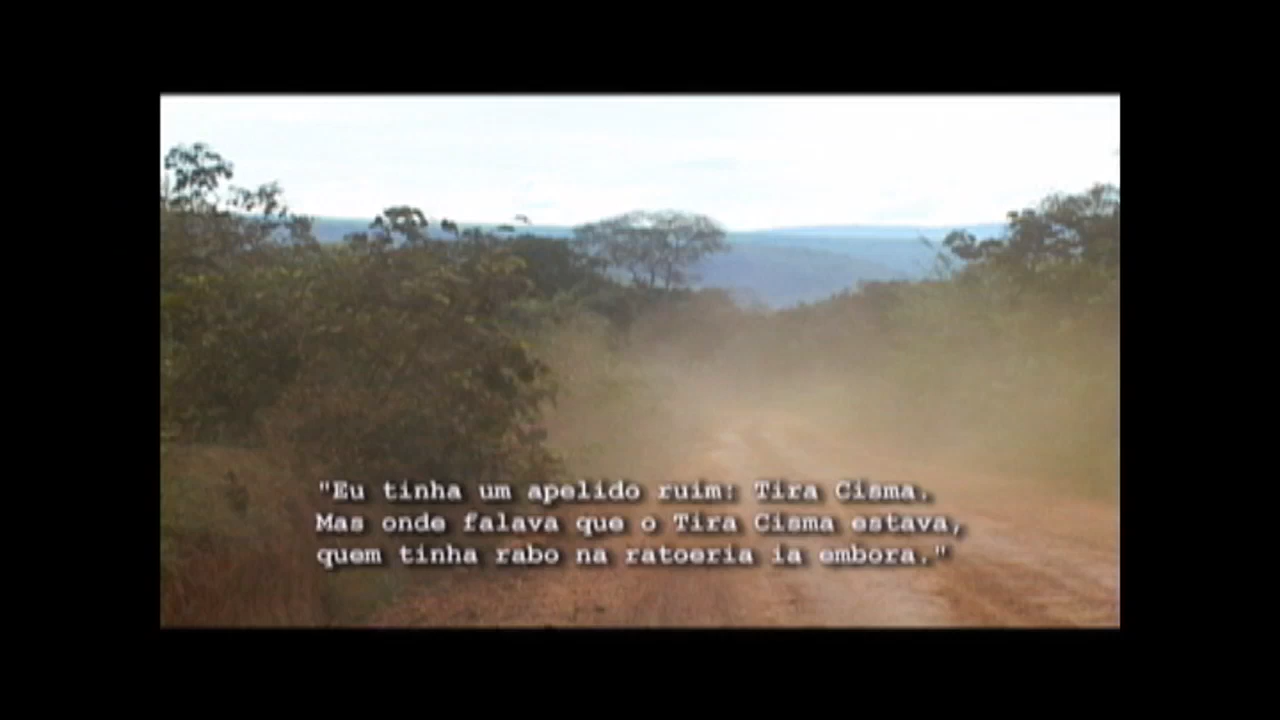 "Eu tinha um apelido ruim: Tira Cisma.
Mas onde falava que o Tira Cisma estava,
quem tinha rabo na ratoeria ia embora."